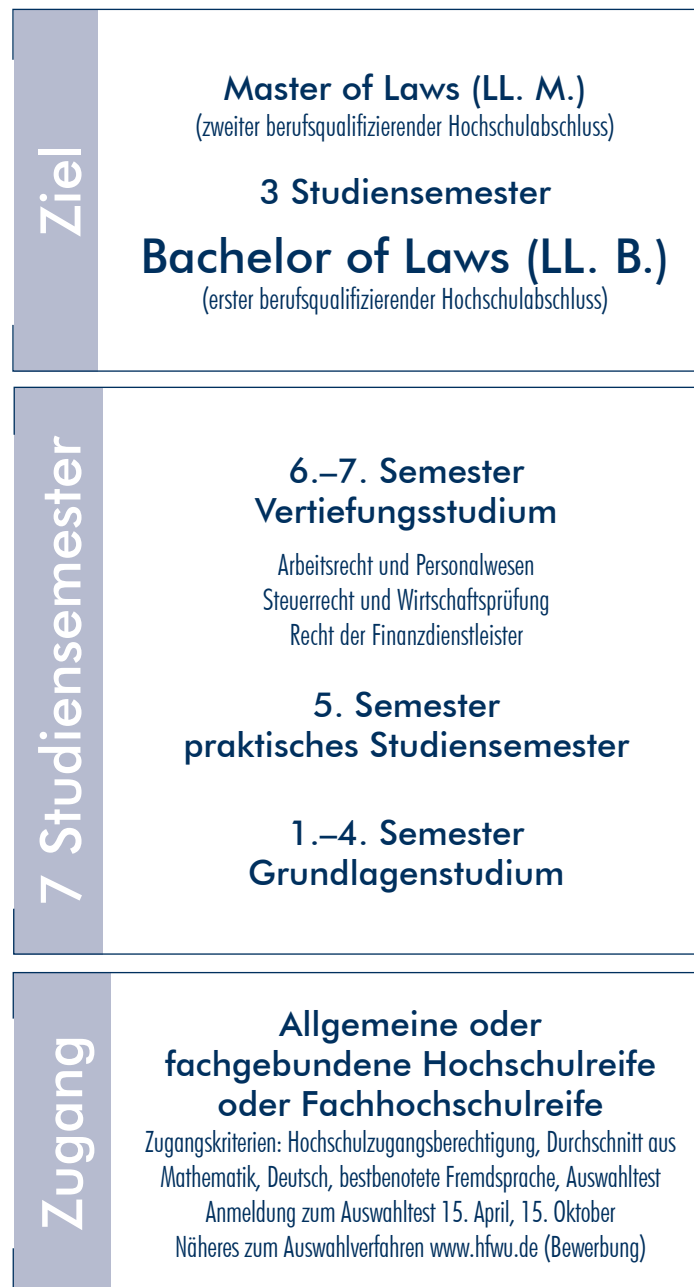 Ziel
Master of Laws (LL. M.)
(zweiter berufsqualifizierender Hochschulabschluss)
3 Studiensemester
Bachelor of Laws (LL. B.)
(erster berufsqualifizierender Hochschulabschluss)
7 Studiensemester
6.–7. Semester
Vertiefungsstudium
Arbeitsrecht und Personalwesen
Steuerrecht und Wirtschaftsprüfung
Recht der Finanzdienstleister
5. Semester
praktisches Studiensemester
1.–4. Semester
Grundlagenstudium
Zugang
Allgemeine oder
fachgebundene Hochschulreife
oder Fachhochschulreife
Zugangskriterien: Hochschulzugangsberechtigung, Durchschnitt aus
Mathematik, Deutsch, bestbenotete Fremdsprache, Auswahltest
Anmeldung zum Auswahltest 15. April, 15. Oktober
Näheres zum Auswahlverfahren www.hfwu.de (Bewerbung)